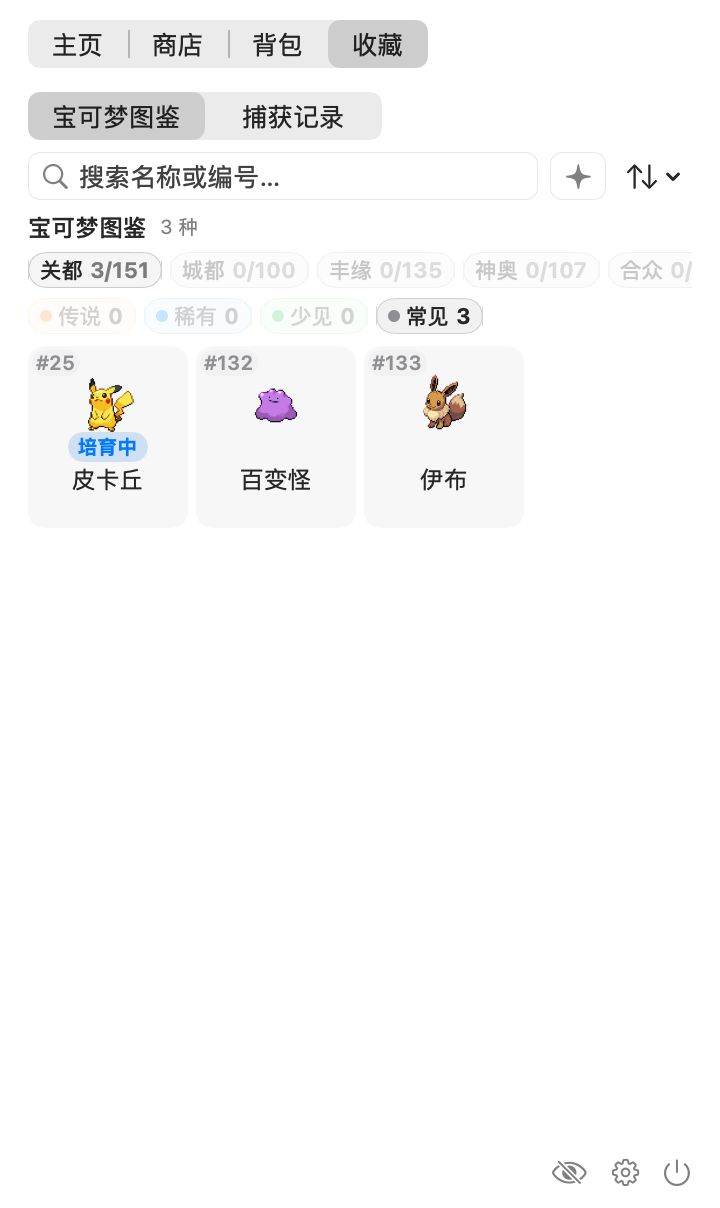 主页 商店 背包 收藏
宝可梦图鉴 捕获记录
搜索名称或编号...
宝可梦图鉴 3 种
关都 3/151 城都 0/100 丰缘 0/135 神奥 0/107 合众 0/
传说 0 稀有 0 少见 0 常见 3
#25 #132 #133
培育中
皮卡丘 百变怪 伊布